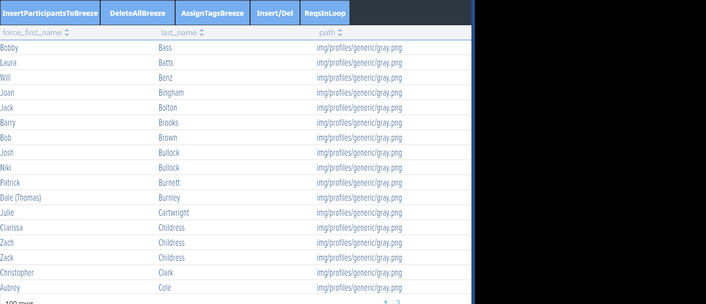 InsertParticipantsToBreeze DeleteAllBreeze AssignTagsBreeze Insert/Del ReqsInLoop
force_first_name last_name path
Bobby Bass img/profiles/generic/gray.png
Laura Batts img/profiles/generic/gray.png
Will Benz img/profiles/generic/gray.png
Joan Bingham img/profiles/generic/gray.png
Jack Bolton img/profiles/generic/gray.png
Barry Brooks img/profiles/generic/gray.png
Bob Brown img/profiles/generic/gray.png
Josh Bullock img/profiles/generic/gray.png
Niki Bullock img/profiles/generic/gray.png
Patrick Burnett img/profiles/generic/gray.png
Dale (Thomas) Burnley img/profiles/generic/gray.png
Julie Cartwright img/profiles/generic/gray.png
Clarissa Childress img/profiles/generic/gray.png
Zach Childress img/profiles/generic/gray.png
Zack Childress img/profiles/generic/gray.png
Christopher Clark img/profiles/generic/gray.png
Aubrey Cole img/profiles/generic/gray.png
100 rows 1 2